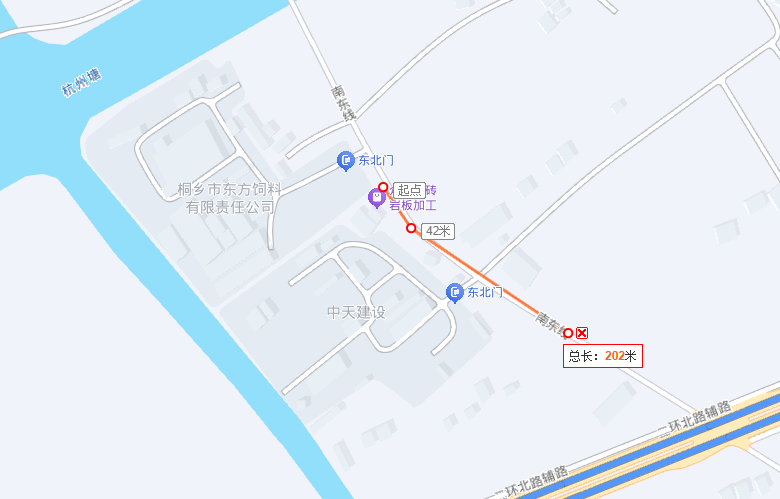 杭州塘
南东线
东北门
桐乡市东方饲料
有限责任公司
起点
砖
岩板加工
42米
东北门
中天建设
南东线
总长：202米
二环北路辅路
二环北路辅路